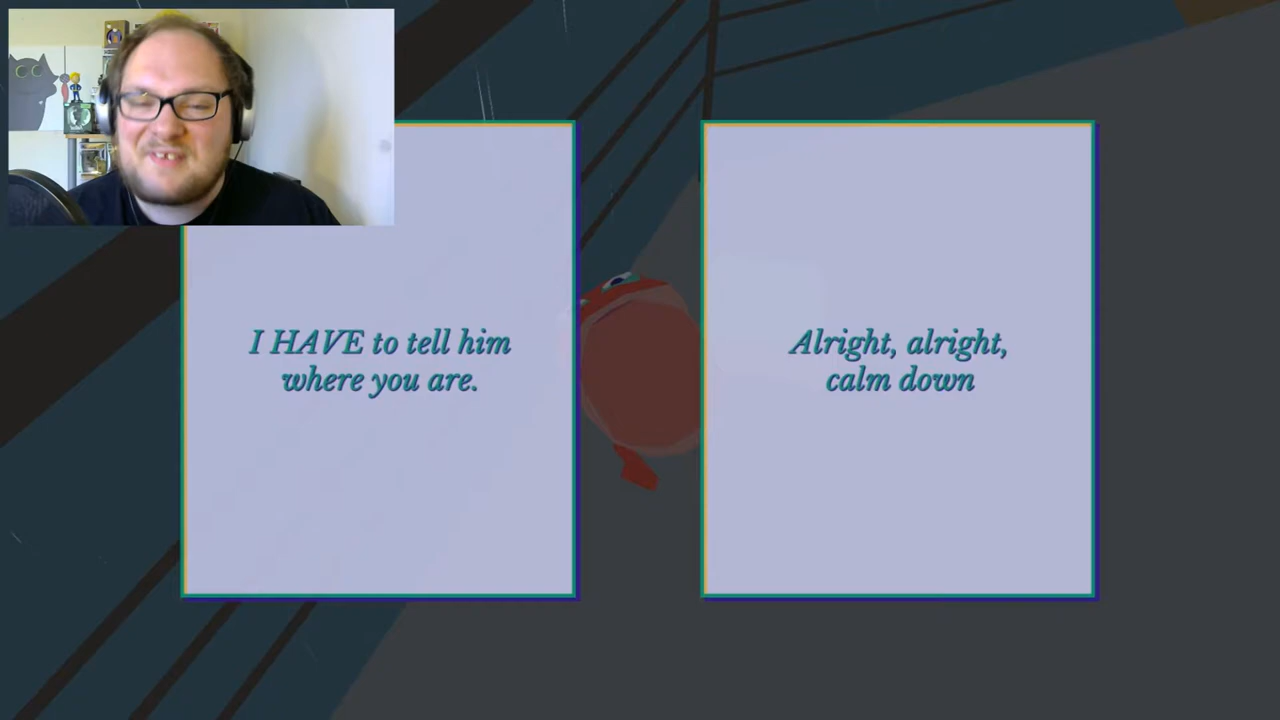 I HAVE to tell him
where you are.
Alright, alright,
calm down